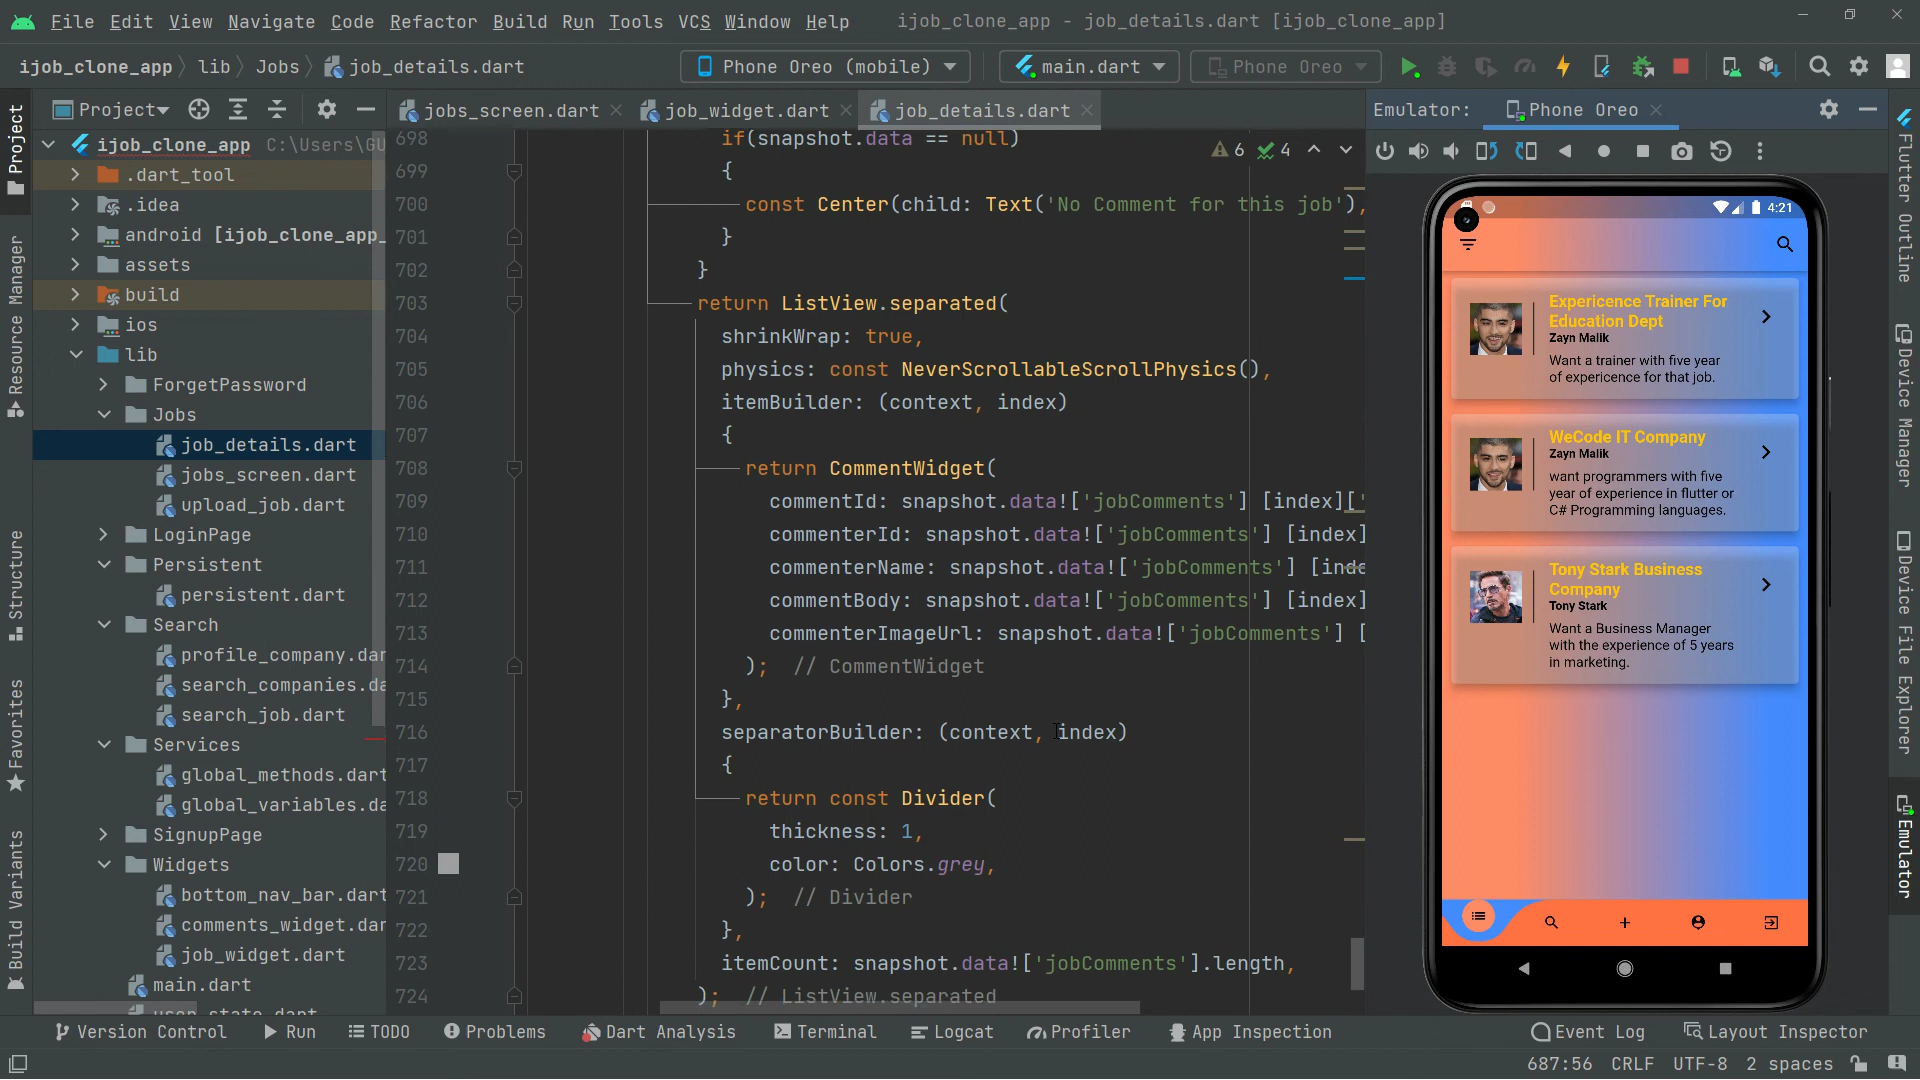 File Edit View Navigate Code Refactor Build Run Tools VCS Window Help ijob_clone_app - job_details.dart [ijob_clone_app]
ijob_clone_app lib Jobs job_details.dart Phone Oreo (mobile) main.dart Phone Oreo
Project jobs_screen.dart job_widget.dart job_details.dart Emulator: Phone Oreo
ijob_clone_app C:\Users\GU
.dart_tool
.idea
android [ijob_clone_app_
assets
build
ios
lib
ForgetPassword
Jobs
job_details.dart
jobs_screen.dart
upload_job.dart
LoginPage
Persistent
persistent.dart
Search
profile_company.dar
search_companies.da
search_job.dart
Services
global_methods.dart
global_variables.da
SignupPage
Widgets
bottom_nav_bar.dart
comments_widget.dar
job_widget.dart
main.dart
user_state.dart
Project
Resource Manager
Structure
Favorites
Build Variants
6 4
698 if(snapshot.data == null)
699 {
700 const Center(child: Text('No Comment for this job'),
701 }
702 }
703 return ListView.separated(
704 shrinkWrap: true,
705 physics: const NeverScrollableScrollPhysics(),
706 itemBuilder: (context, index)
707 {
708 return CommentWidget(
709 commentId: snapshot.data!['jobComments'] [index]['
710 commenterId: snapshot.data!['jobComments'] [index]
711 commenterName: snapshot.data!['jobComments'] [inde
712 commentBody: snapshot.data!['jobComments'] [index]
713 commenterImageUrl: snapshot.data!['jobComments'] [
714 ); // CommentWidget
715 },
716 separatorBuilder: (context, index)
717 {
718 return const Divider(
719 thickness: 1,
720 color: Colors.grey,
721 ); // Divider
722 },
723 itemCount: snapshot.data!['jobComments'].length,
724 ); // ListView.separated
4:21
Expericence Trainer For
Education Dept
Zayn Malik
Want a trainer with five year
of expericence for that job.
WeCode IT Company
Zayn Malik
want programmers with five
year of experience in flutter or
C# Programming languages.
Tony Stark Business
Company
Tony Stark
Want a Business Manager
with the experience of 5 years
in marketing.
Flutter Outline
Device Manager
Device File Explorer
Emulator
Version Control Run TODO Problems Dart Analysis Terminal Logcat Profiler App Inspection Event Log Layout Inspector
687:56 CRLF UTF-8 2 spaces